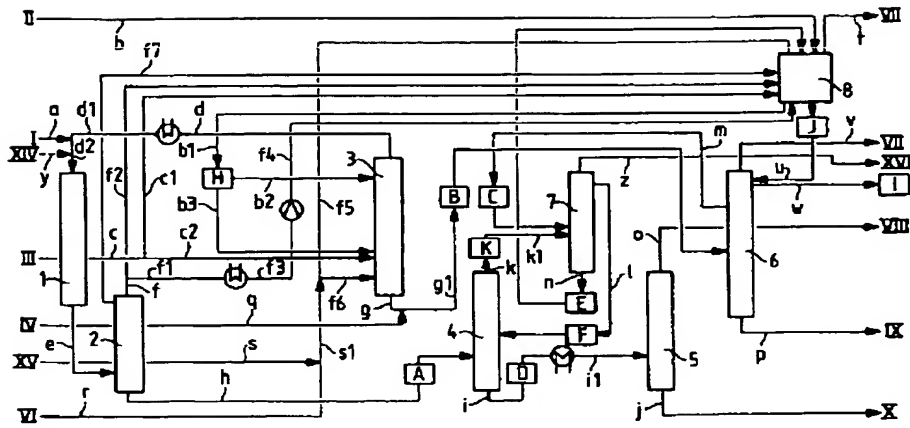 II
b
VII
t
f7
8
a
d1
d
m
J
v
I
XIV
d2
y
b1
f4
3
z
VII
XVI
f2
H
B
C
7
u
I
w
c1
b2
f5
b3
o
VIII
III
c
c2
K
k1
6
1
f1
f3
k
n
l
f
f6
g
g1
E
IV
q
2
4
F
p
IX
e
XV
s
s1
A
D
i1
5
h
i
j
VI
r
X